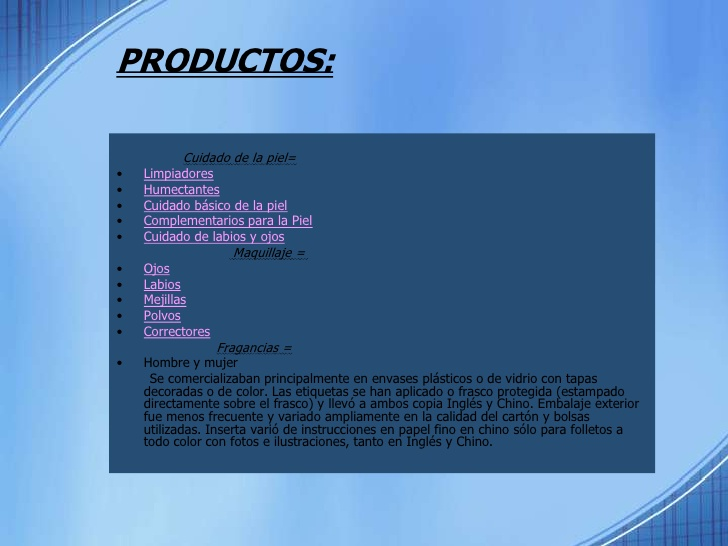 PRODUCTOS:
Cuidado de la piel=
• Limpiadores
• Humectantes
• Cuidado básico de la piel
• Complementarios para la Piel
• Cuidado de labios y ojos
Maquillaje =
• Ojos
• Labios
• Mejillas
• Polvos
• Correctores
Fragancias =
• Hombre y mujer
Se comercializaban principalmente en envases plásticos o de vidrio con tapas
decoradas o de color. Las etiquetas se han aplicado o frasco protegida (estampado
directamente sobre el frasco) y llevó a ambos copia Inglés y Chino. Embalaje exterior
fue menos frecuente y variado ampliamente en la calidad del cartón y bolsas
utilizadas. Inserta varió de instrucciones en papel fino en chino sólo para folletos a
todo color con fotos e ilustraciones, tanto en Inglés y Chino.